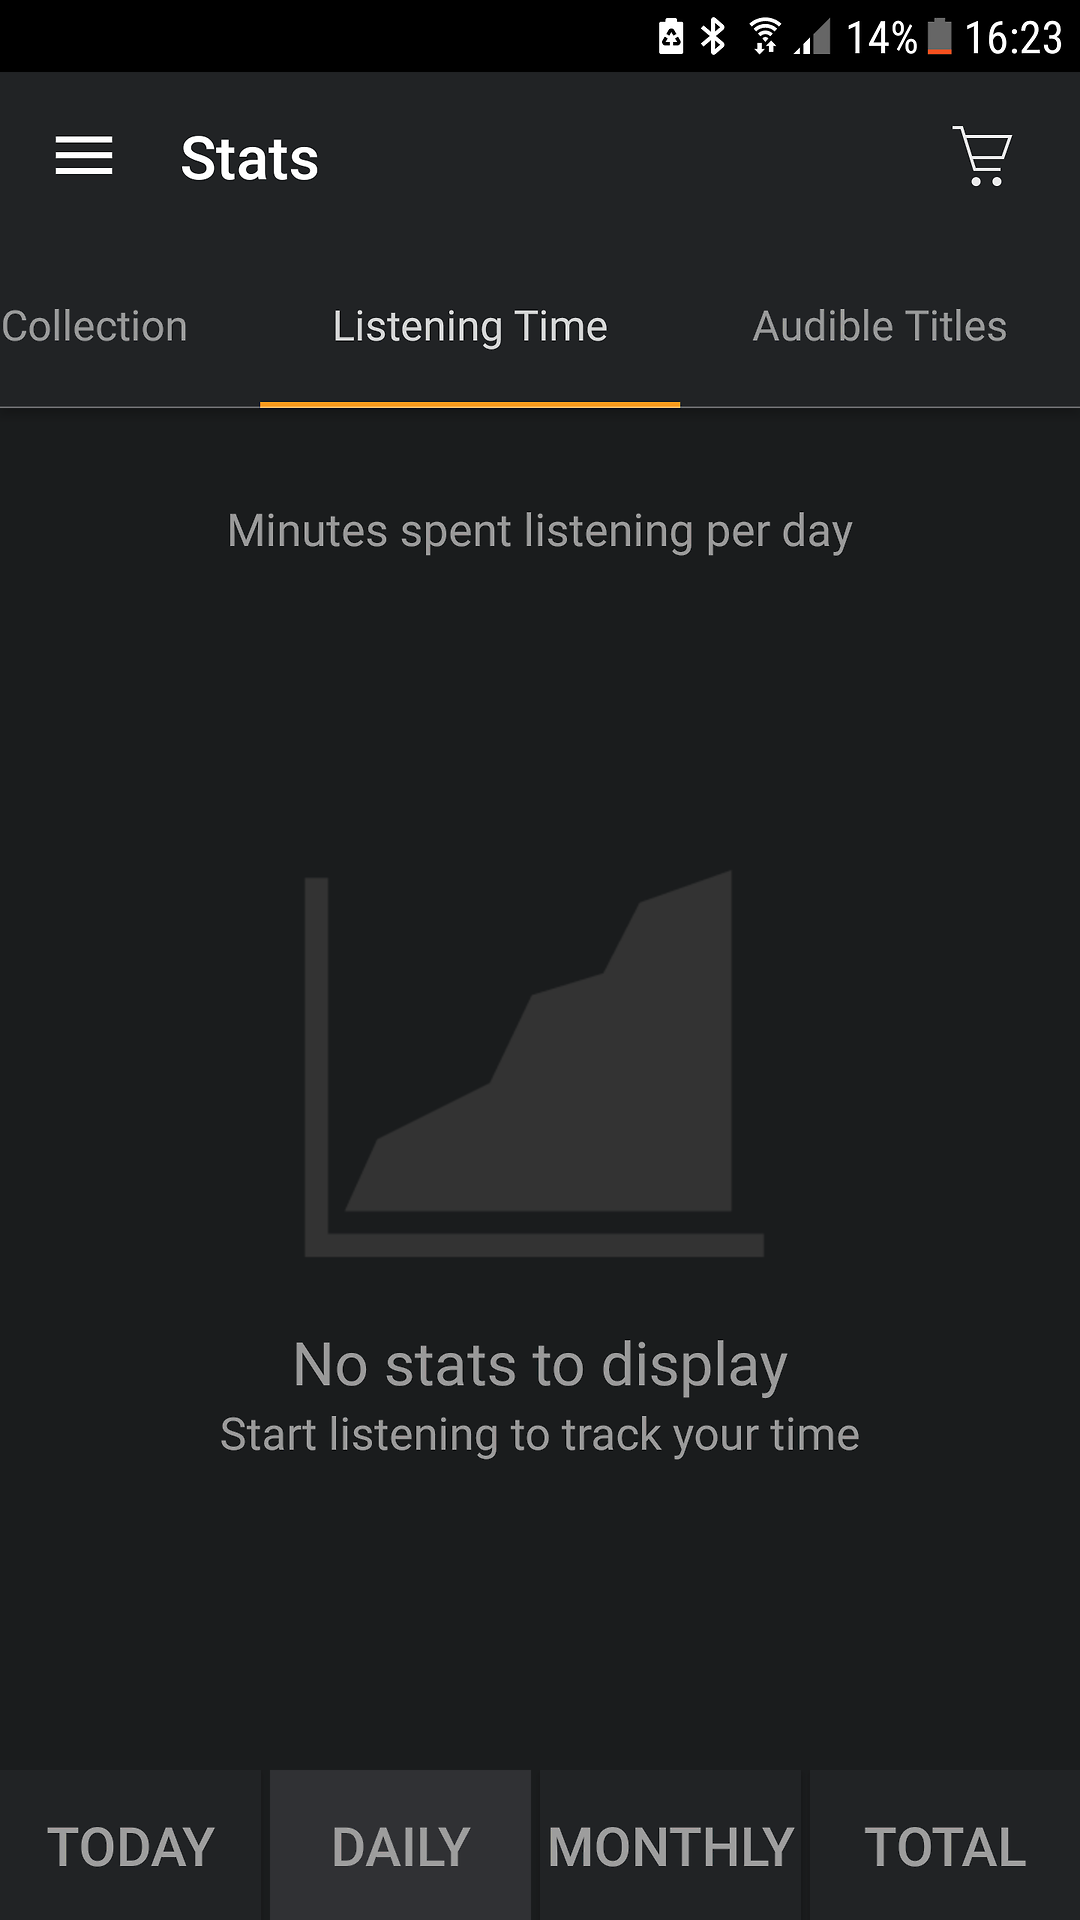 14% 16:23
Stats
Collection Listening Time Audible Titles
Minutes spent listening per day
No stats to display
Start listening to track your time
TODAY DAILY MONTHLY TOTAL